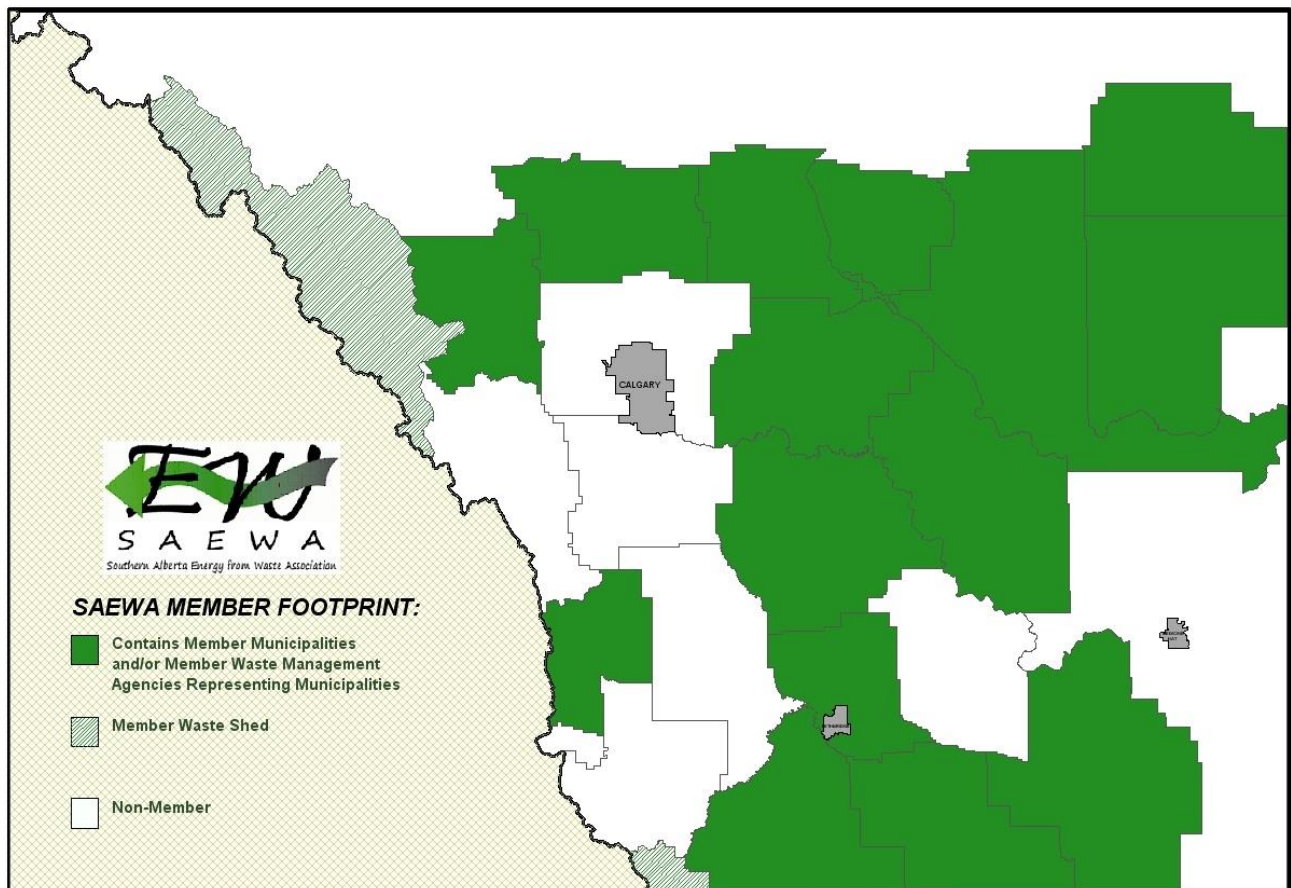 CALGARY
EW
SAEWA
Southern Alberta Energy from Waste Association
SAEWA MEMBER FOOTPRINT:
Contains Member Municipalities
and/or Member Waste Management
Agencies Representing Municipalities
Member Waste Shed
Non-Member